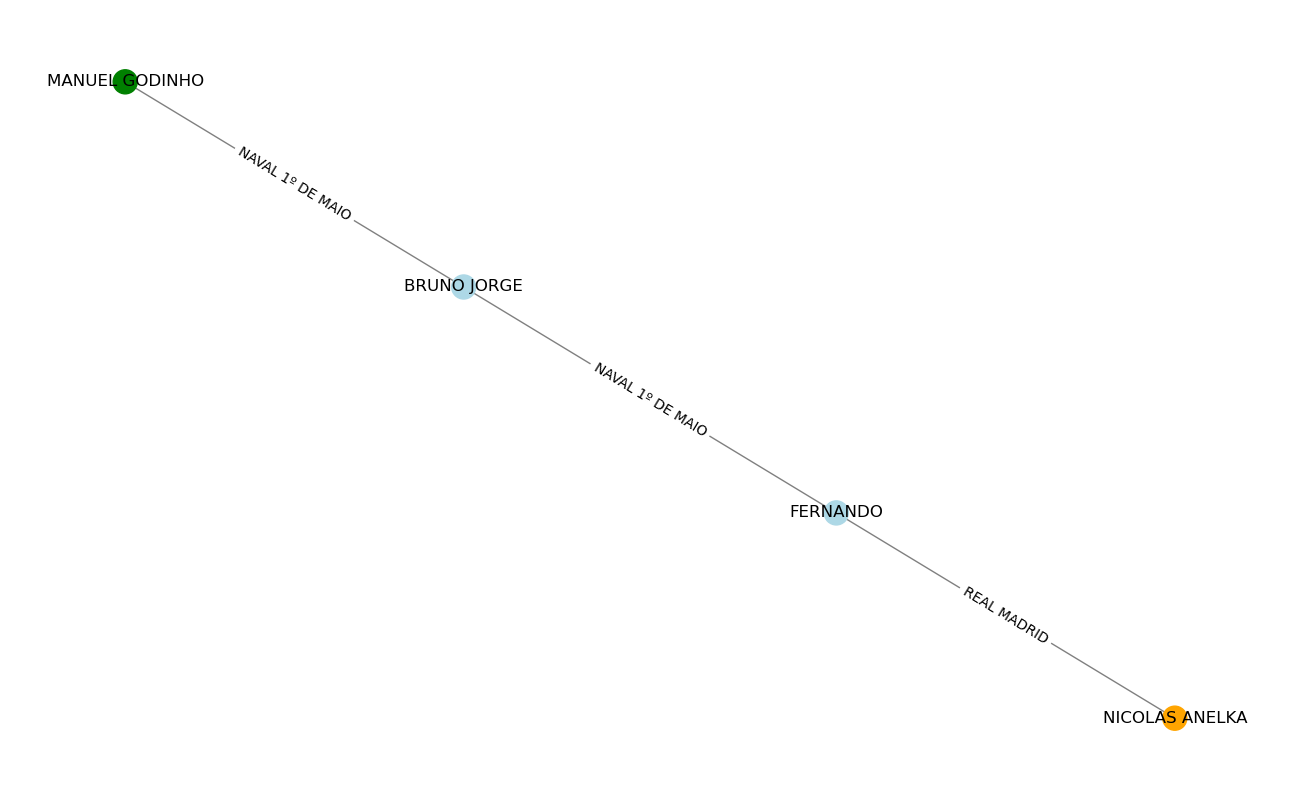 MANUEL GODINHO
NAVAL 1º DE MAIO
BRUNO JORGE
NAVAL 1º DE MAIO
FERNANDO
REAL MADRID
NICOLAS ANELKA